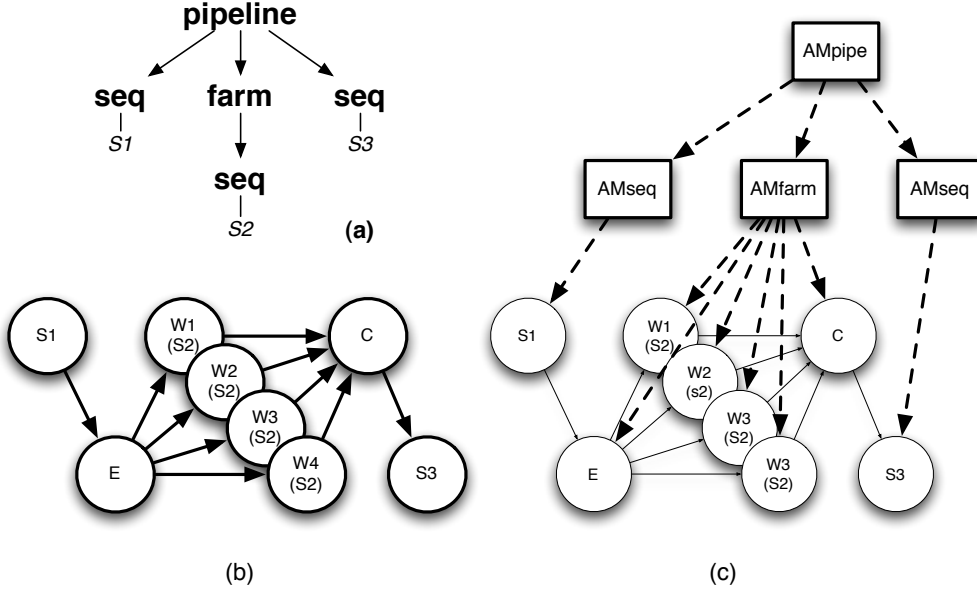 pipeline
seq farm seq
S1 S3
seq
S2
(a)
S1
W1
(S2)
W2
(S2)
W3
(S2)
W4
(S2)
C
E
S3
(b)
AMpipe
AMseq
AMfarm
AMseq
S1
W1
(S2)
W2
(s2)
W3
(S2)
W3
(S2)
C
E
S3
(c)